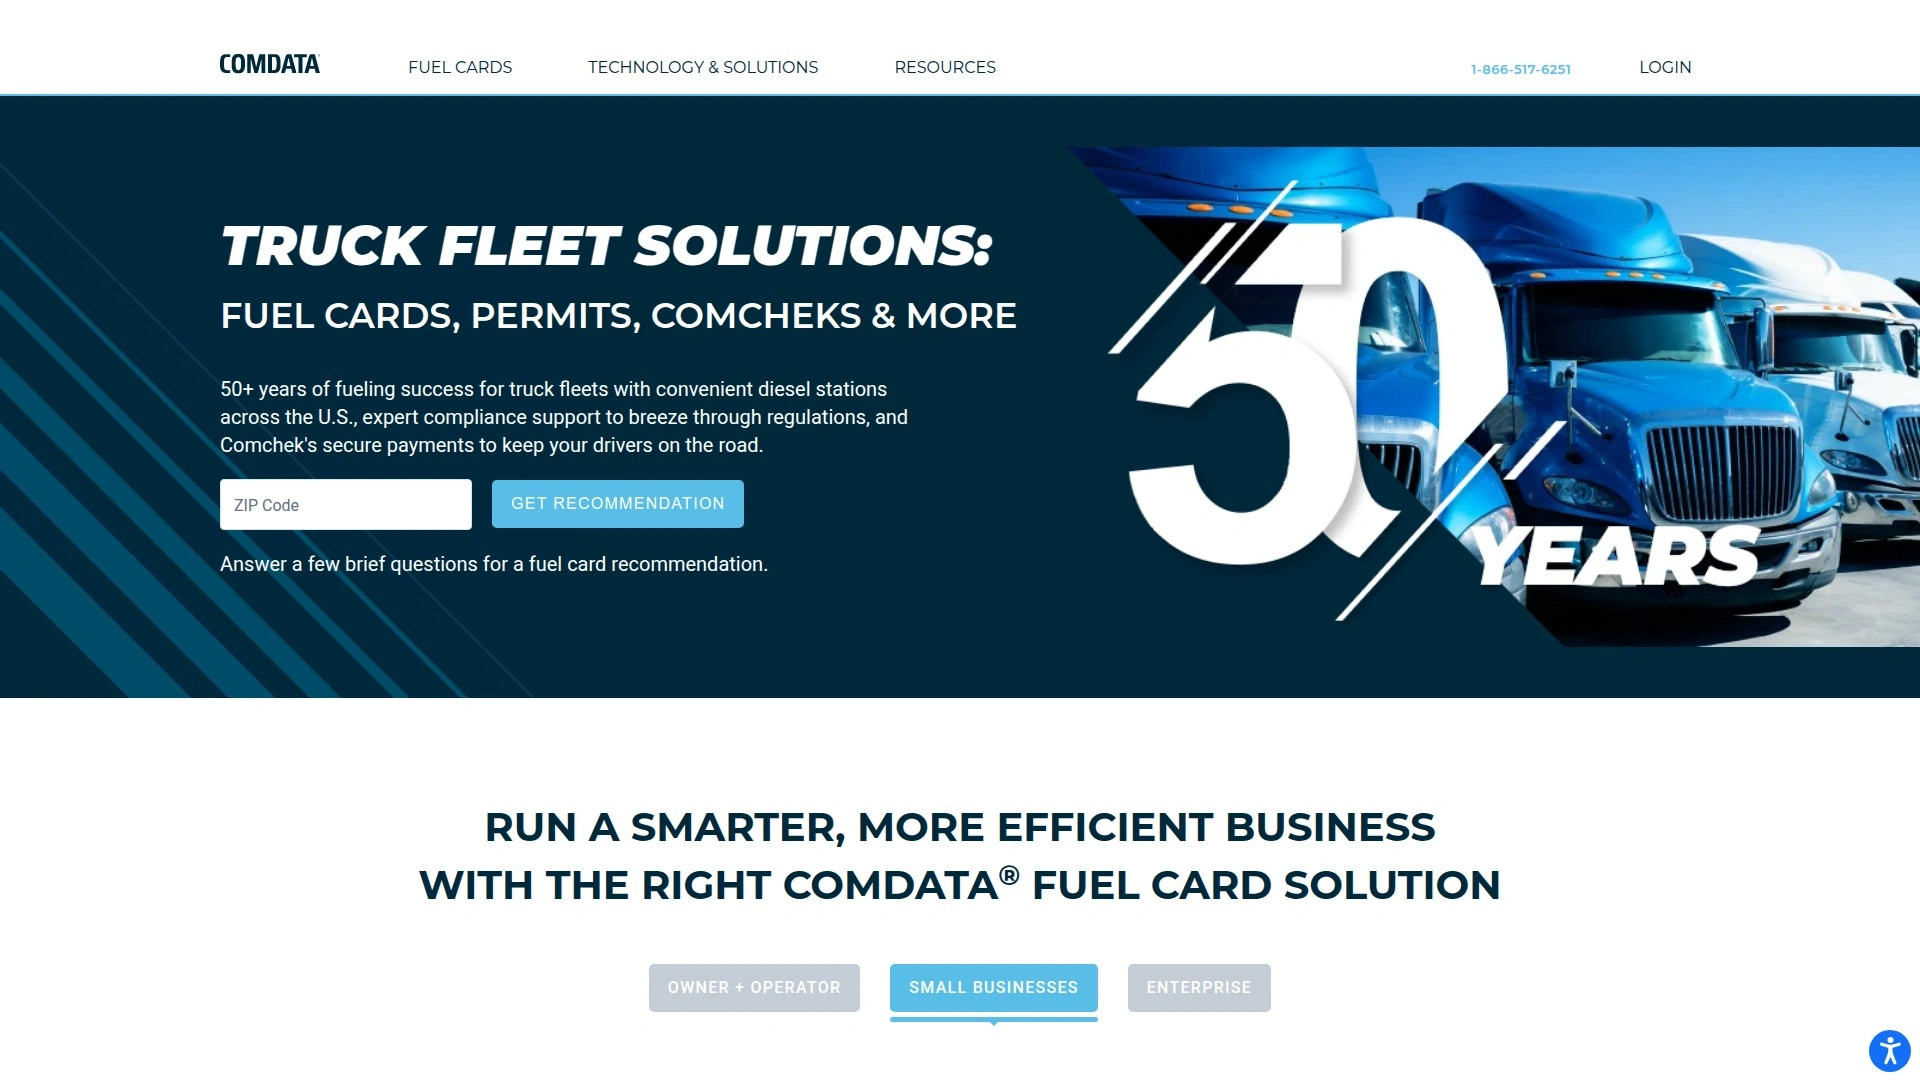 COMDATA
FUEL CARDS
TECHNOLOGY & SOLUTIONS
RESOURCES
1-866-517-6251
LOGIN
TRUCK FLEET SOLUTIONS:
FUEL CARDS, PERMITS, COMCHEKS & MORE
50+ years of fueling success for truck fleets with convenient diesel stations
across the U.S., expert compliance support to breeze through regulations, and
Comchek's secure payments to keep your drivers on the road.
ZIP Code
GET RECOMMENDATION
Answer a few brief questions for a fuel card recommendation.
50
YEARS
RUN A SMARTER, MORE EFFICIENT BUSINESS
WITH THE RIGHT COMDATA® FUEL CARD SOLUTION
OWNER + OPERATOR
SMALL BUSINESSES
ENTERPRISE